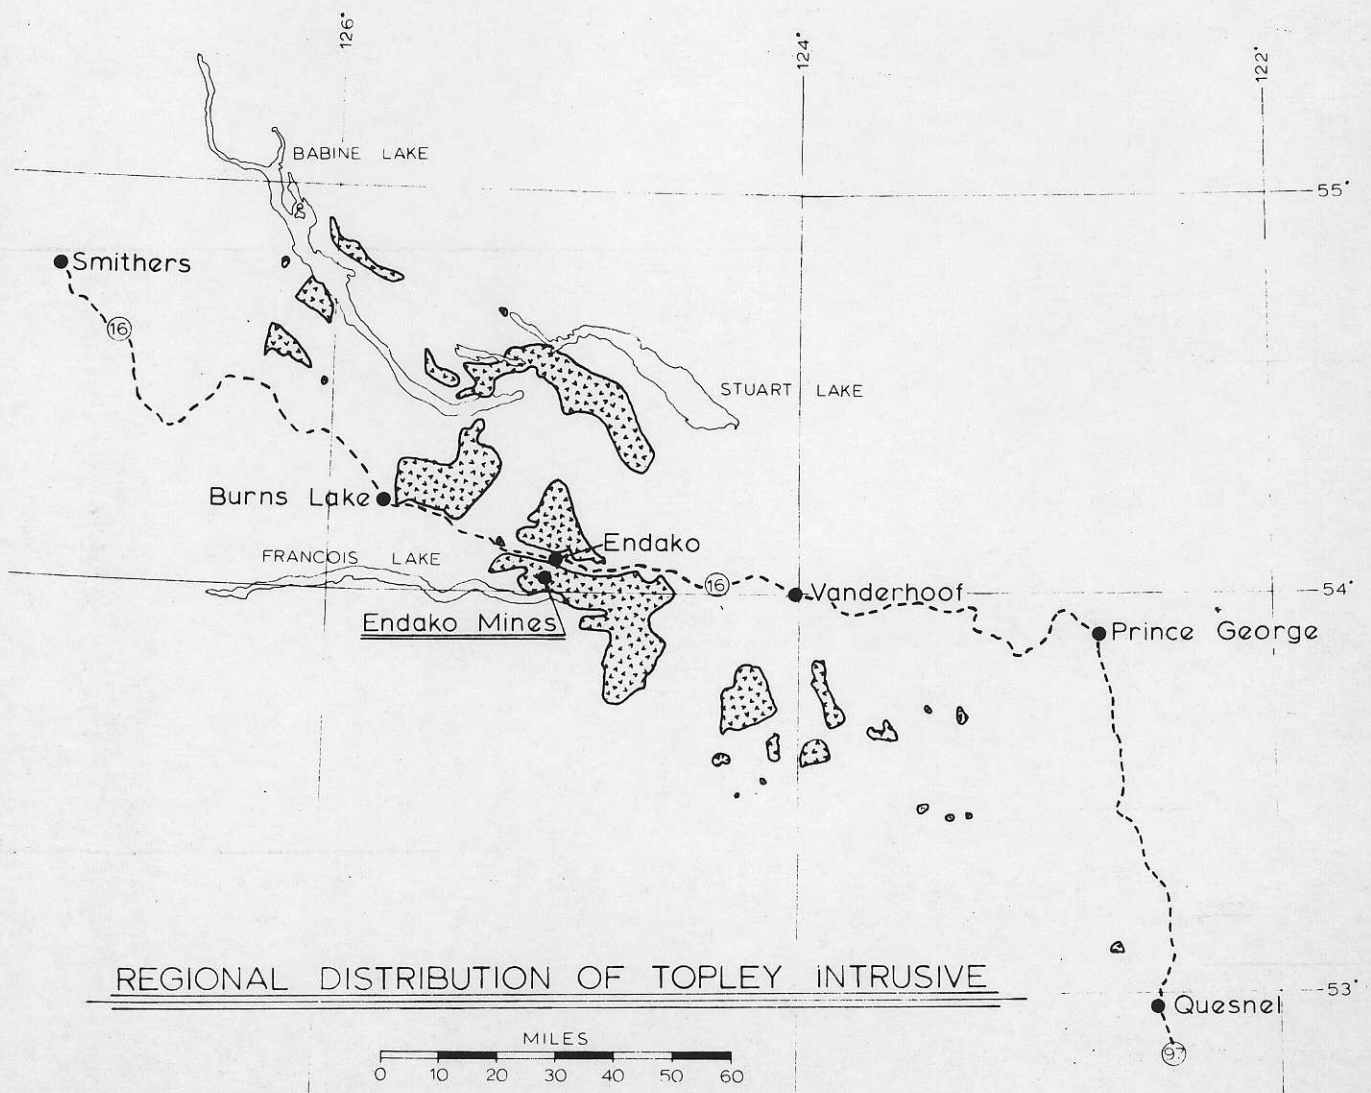 126°
124°
122°
BABINE LAKE
55°
Smithers
16
STUART LAKE
Burns Lake
Endako
FRANCOIS LAKE
16
Vanderhoof
54°
Endako Mines
Prince George
REGIONAL DISTRIBUTION OF TOPLEY iNTRUSIVE
53°
Quesnel
MILES
97
0 10 20 30 40 50 60